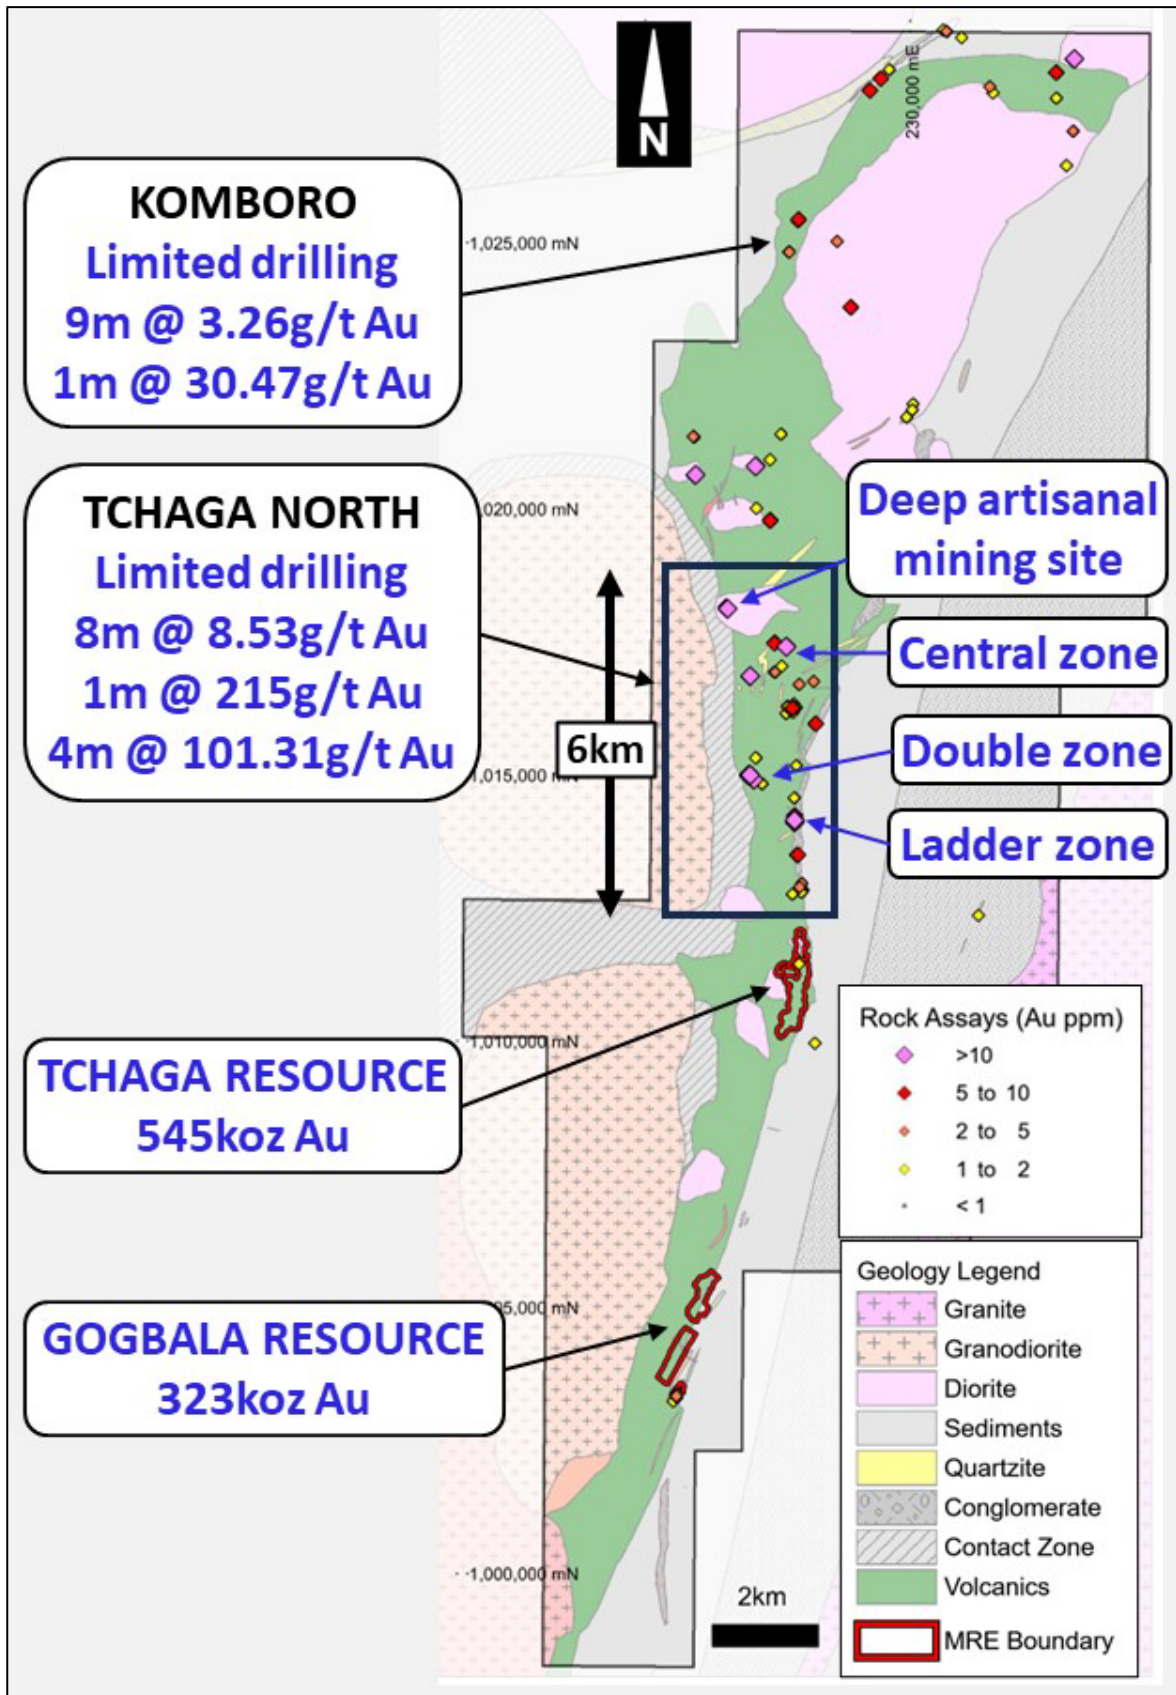 N
230,000 mE
KOMBORO
Limited drilling
9m @ 3.26g/t Au
1m @ 30.47g/t Au
1,025,000 mN
TCHAGA NORTH
Limited drilling
8m @ 8.53g/t Au
1m @ 215g/t Au
4m @ 101.31g/t Au
,020,000 mN
Deep artisanal
mining site
Central zone
6km
Double zone
1,015,000 mN
Ladder zone
TCHAGA RESOURCE
545koz Au
1,010,000 mN
Rock Assays (Au ppm)
>10
5 to 10
2 to 5
1 to 2
< 1
GOGBALA RESOURCE
323koz Au
05,000 mN
Geology Legend
Granite
Granodiorite
Diorite
Sediments
Quartzite
Conglomerate
Contact Zone
Volcanics
MRE Boundary
1,000,000 mN
2km